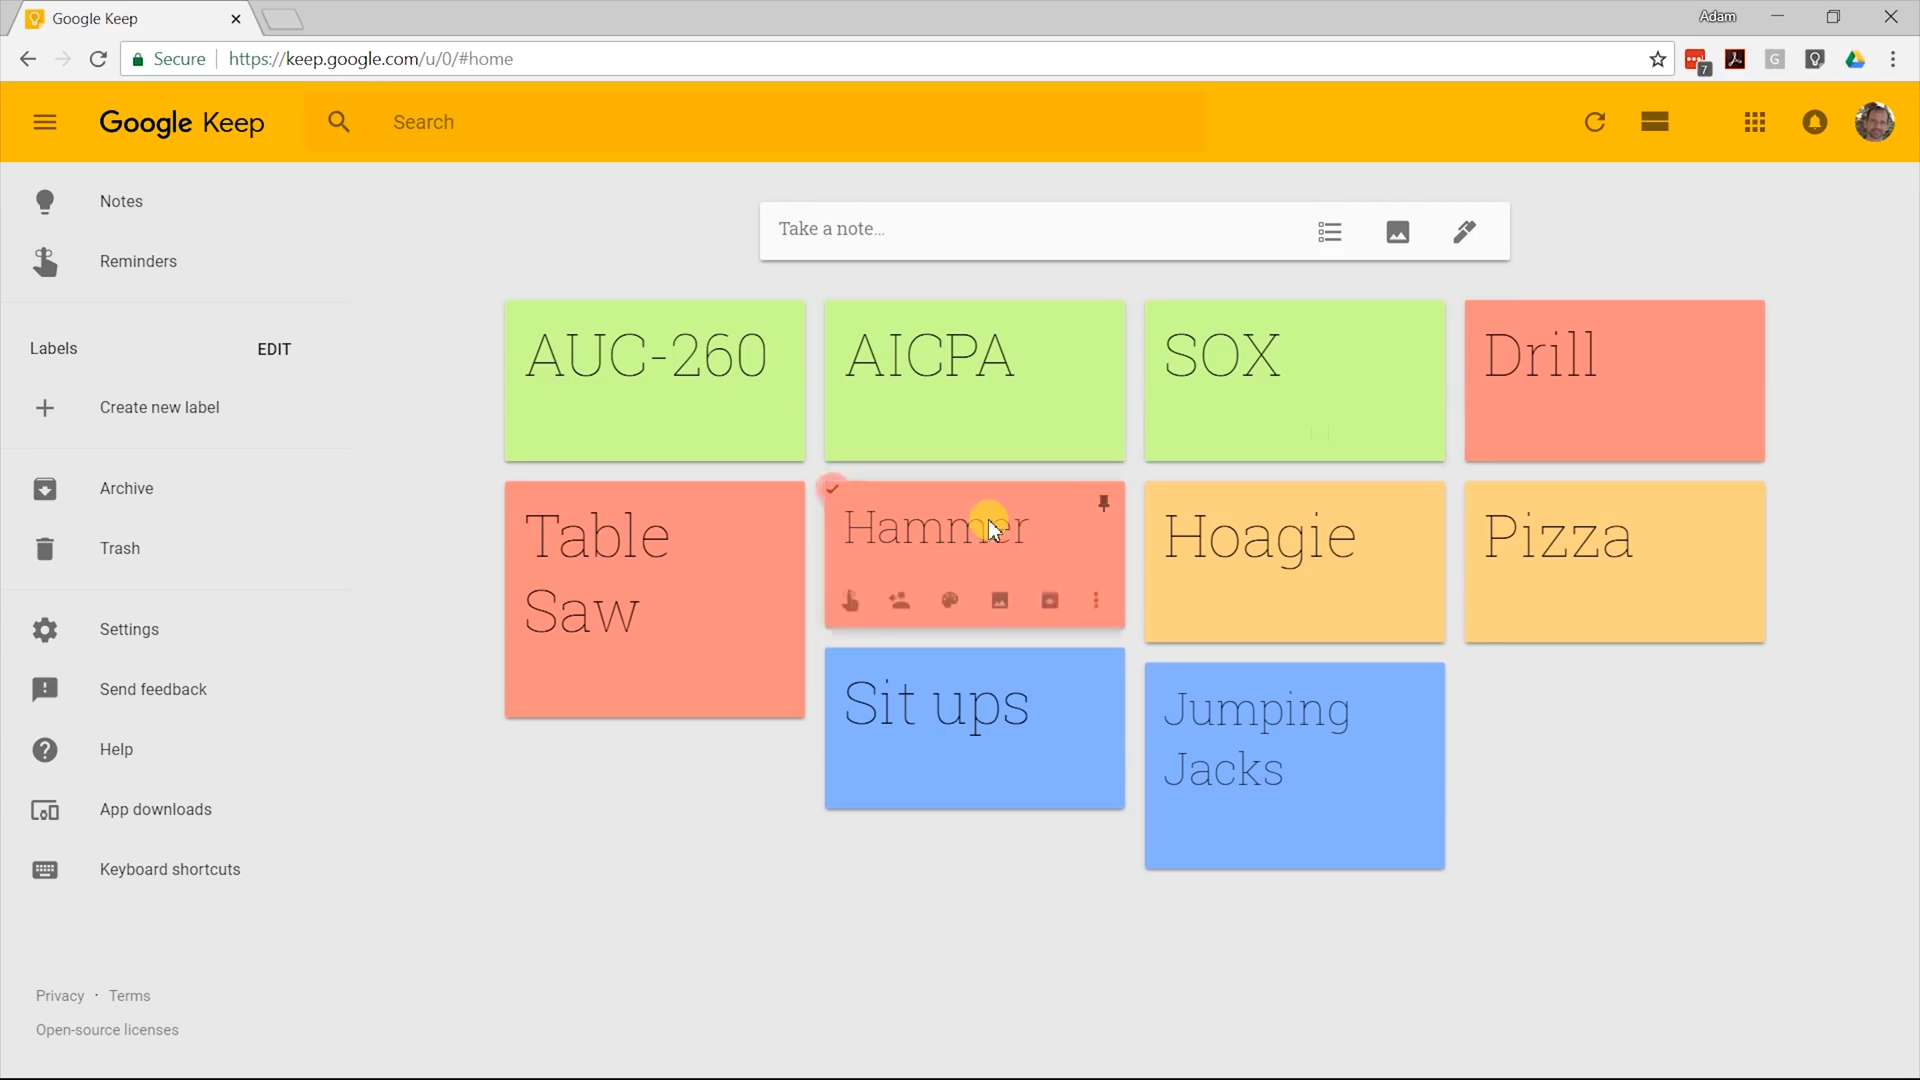 Google Keep
Adam
Secure
https://keep.google.com/u/0/#home
7
G
Google Keep
Search
Notes
Reminders
Labels
EDIT
Create new label
Archive
Trash
Settings
Send feedback
Help
App downloads
Keyboard shortcuts
Privacy · Terms
Open-source licenses
Take a note...
AUC-260
AICPA
SOX
Drill
Table
Saw
Hammer
Hoagie
Pizza
Sit ups
Jumping
Jacks